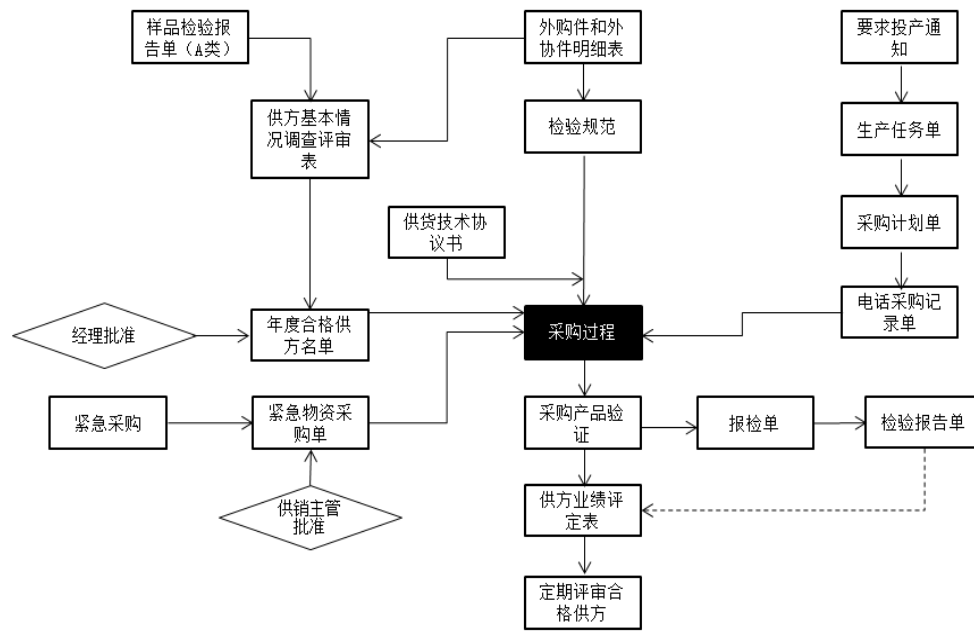 样品检验报
告单（A类）
外购件和外
协件明细表
要求投产通
知
供方基本情
况调查评审
表
检验规范
生产任务单
供货技术协
议书
采购计划单
经理批准
年度合格供
方名单
采购过程
电话采购记
录单
紧急采购
紧急物资采
购单
采购产品验
证
报检单
检验报告单
供销主管
批准
供方业绩评
定表
定期评审合
格供方